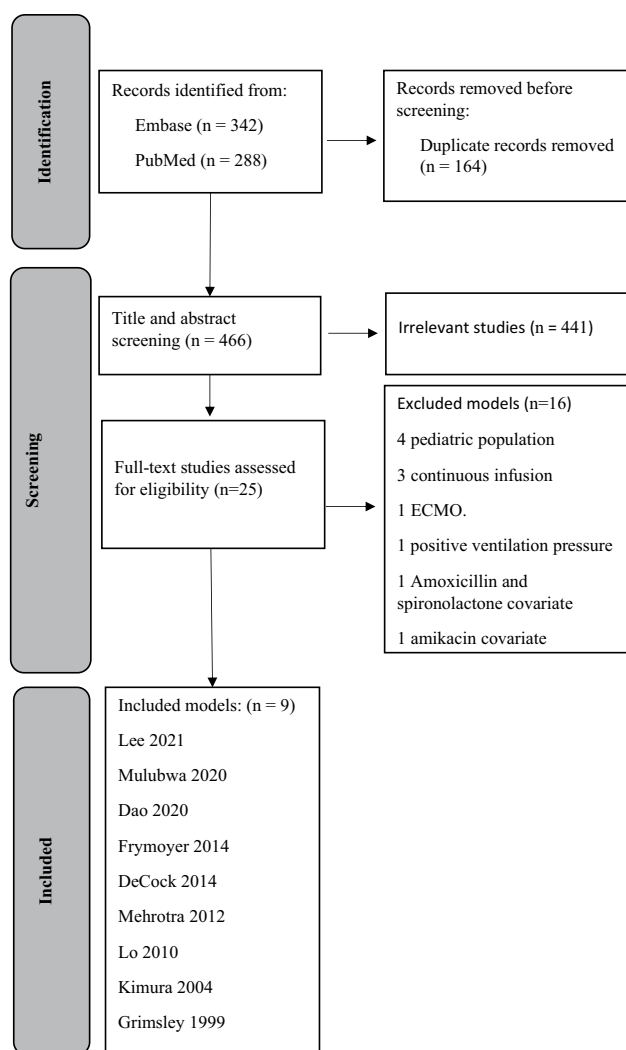 Identification
Records identified from:
Embase (n = 342)
PubMed (n = 288)
Records removed before
screening:
Duplicate records removed
(n = 164)
Screening
Title and abstract
screening (n = 466)
Irrelevant studies (n = 441)
Full-text studies assessed
for eligibility (n=25)
Excluded models (n=16)
4 pediatric population
3 continuous infusion
1 ECMO.
1 positive ventilation pressure
1 Amoxicillin and
spironolactone covariate
1 amikacin covariate
Included
Included models: (n = 9)
Lee 2021
Mulubwa 2020
Dao 2020
Frymoyer 2014
DeCock 2014
Mehrotra 2012
Lo 2010
Kimura 2004
Grimsley 1999